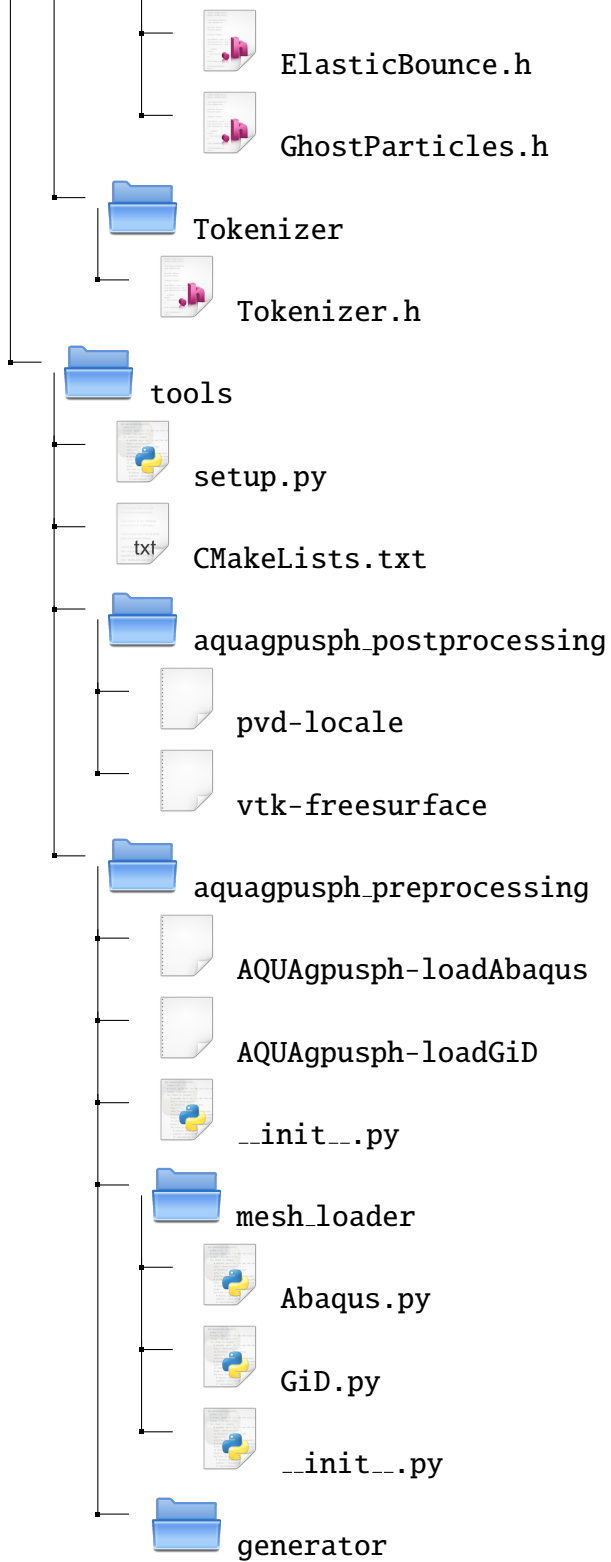 ElasticBounce.h
GhostParticles.h
Tokenizer
Tokenizer.h
tools
setup.py
CMakeLists.txt
aquagpusph_postprocessing
pvd-locale
vtk-freesurface
aquagpusph_preprocessing
AQUAgpusph-loadAbaqus
AQUAgpusph-loadGiD
__init__.py
mesh_loader
Abaqus.py
GiD.py
__init__.py
generator